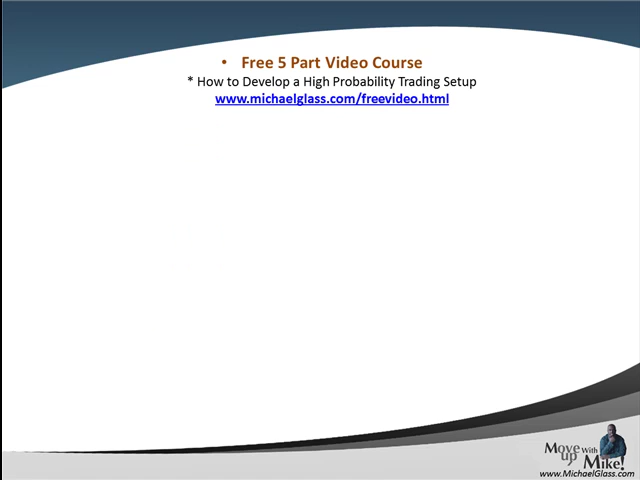 • Free 5 Part Video Course
* How to Develop a High Probability Trading Setup
www.michaelglass.com/freevideo.html
Move up With Mike!
www.MichaelGlass.com